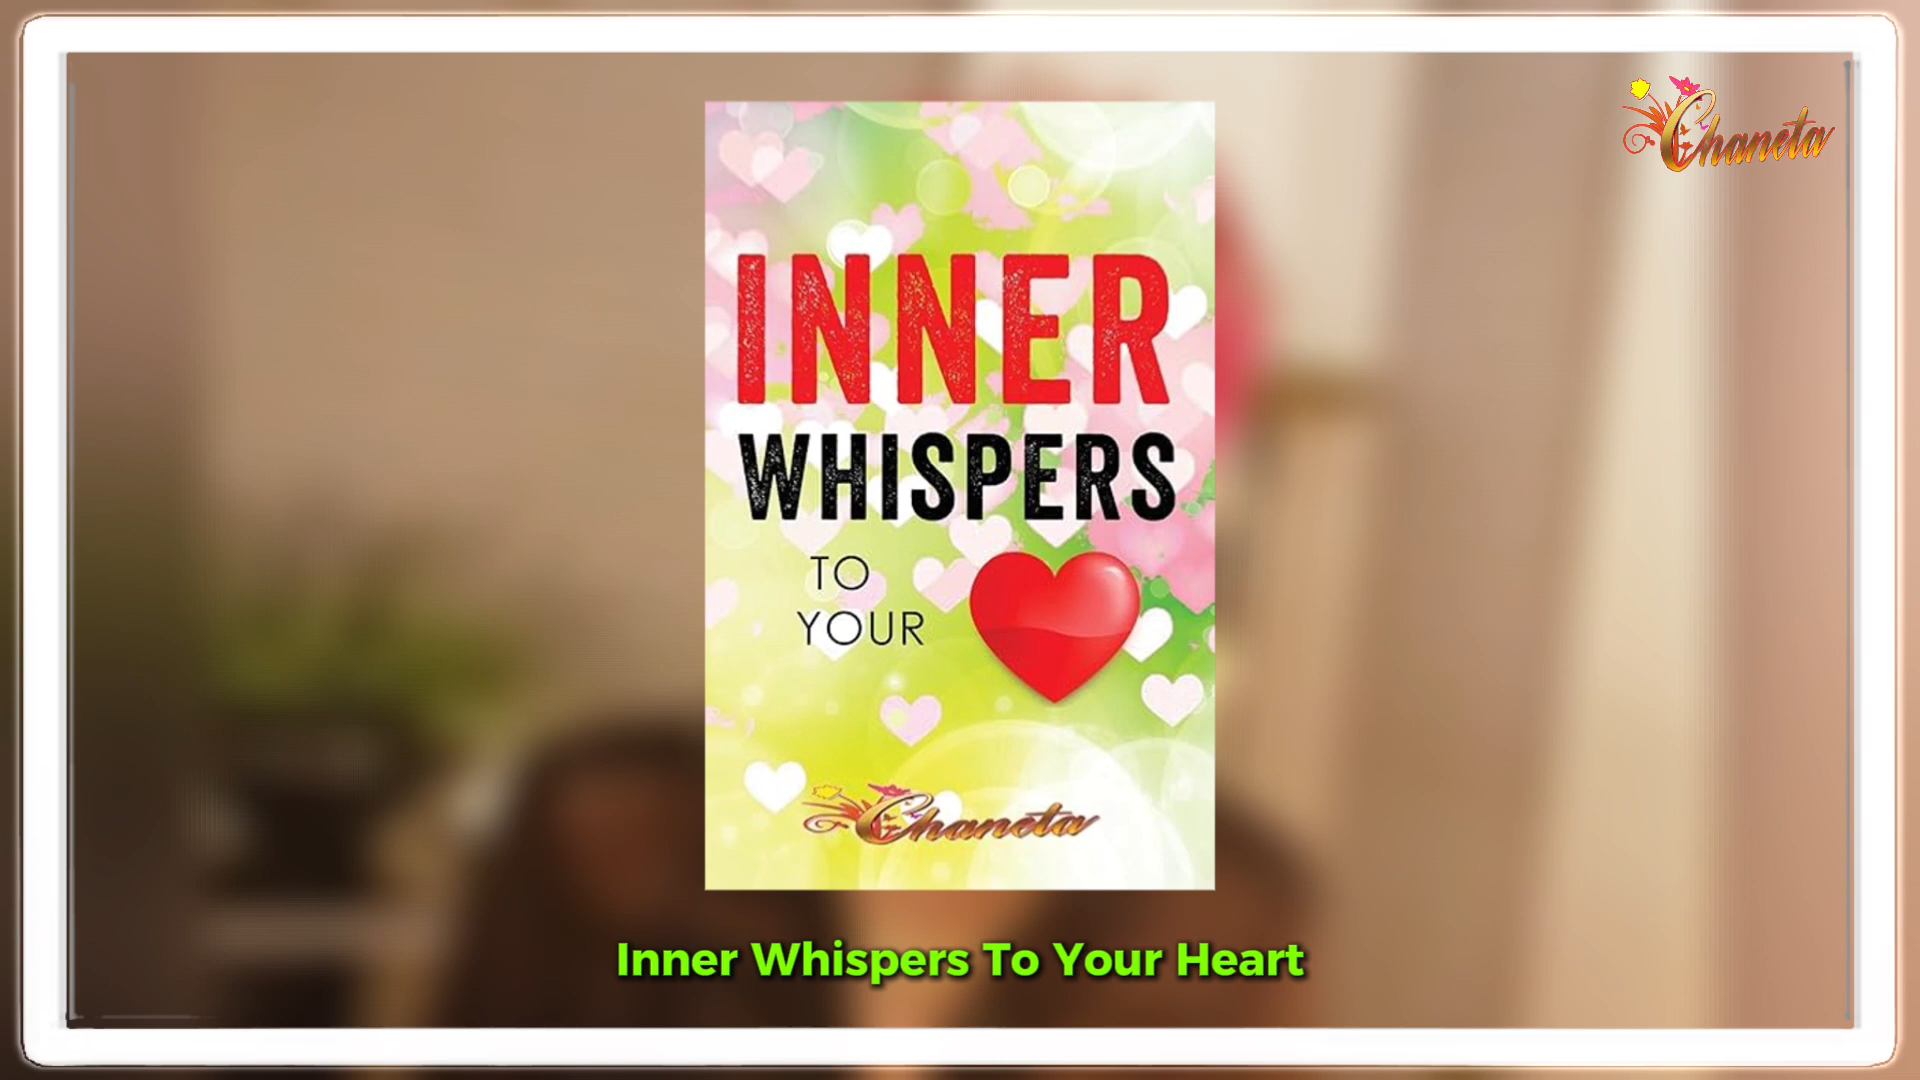 Chaneta
INNER
WHISPERS
TO
YOUR
Chaneta
Inner Whispers To Your Heart